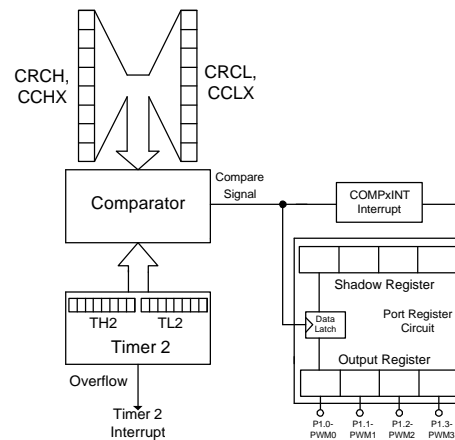 CRCH,
CCHX
CRCL,
CCLX
Compare
Signal
Comparator
COMPxINT
Interrupt
Shadow Register
TH2
TL2
Data
Latch
Port Register
Circuit
Timer 2
Output Register
Overflow
Timer 2
Interrupt
P1.0-
PWM0
P1.1-
PWM1
P1.2-
PWM2
P1.3-
PWM3